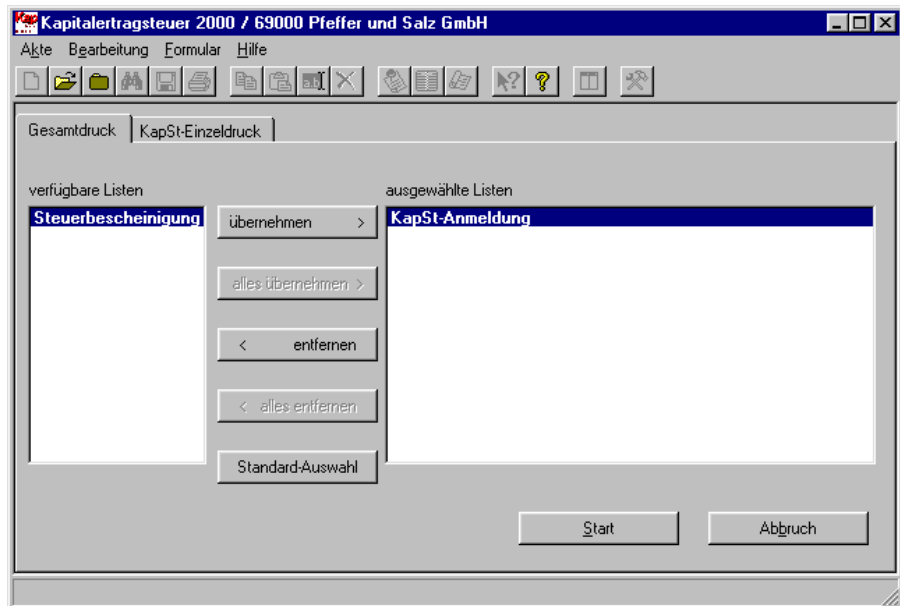 Kapitalertragsteuer 2000 / 69000 Pfeffer und Salz GmbH
Akte Bearbeitung Formular Hilfe
Gesamtdruck KapSt-Einzeldruck
verfügbare Listen ausgewählte Listen
Steuerbescheinigung übernehmen > KapSt-Anmeldung
alles übernehmen >
< entfernen
< alles entfernen
Standard-Auswahl
Start Abbruch